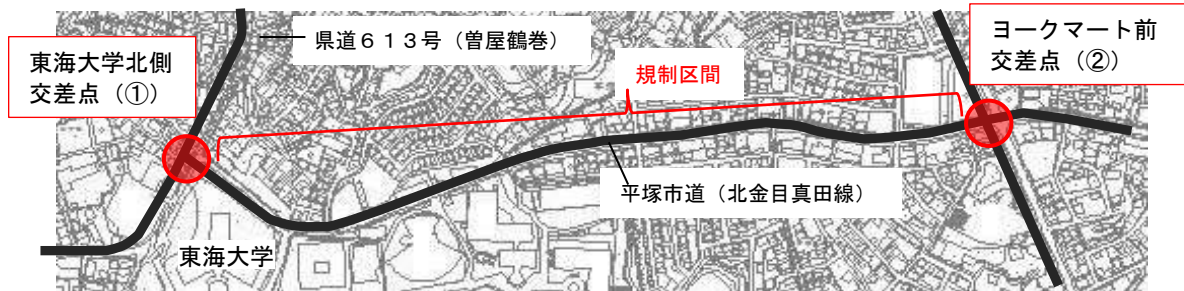 県道６１３号（曽屋鶴巻）
東海大学北側
交差点（①）
規制区間
ヨークマート前
交差点（②）
平塚市道（北金目真田線）
東海大学